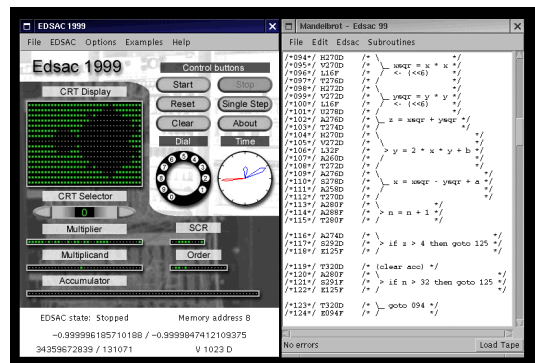 EDSAC 1999
File EDSAC Options Examples Help
Edsac 1999
CRT Display
CRT Selector
0
Multiplier
Multiplicand
Accumulator
Control buttons
Start Stop
Reset Single Step
Clear About
Dial Time
SCR
Order
EDSAC state: Stopped Memory address 8
-0.999996185710188 / -0.9999847412109375
34359672839 / 131071 V 1023 D
Mandelbrot - Edsac 99
File Edit Edsac Subroutines
/*094*/ H270D /* \ */
/*095*/ V270D /* \_ xsqr = x * x */
/*096*/ L16F /* / <- (<<6) */
/*097*/ T276D /* / */
/*098*/ H272D /* \ */
/*099*/ V272D /* \_ ysqr = y * y */
/*100*/ L16F /* / <- (<<6) */
/*101*/ U278D /* / */
/*102*/ A276D /* \_ z = xsqr + ysqr */
/*103*/ T274D /* / */
/*104*/ H270D /* \ */
/*105*/ V272D /* \ */
/*106*/ L32F /* > y = 2 * x * y + b */
/*107*/ A260D /* / */
/*108*/ T272D /* / */
/*109*/ A276D /* \ */
/*110*/ S278D /* \_ x = xsqr - ysqr + a */
/*111*/ A258D /* / */
/*112*/ T270D /* / */
/*113*/ A280F /* \ */
/*114*/ A288F /* > n = n + 1 */
/*115*/ T280F /* / */
/*116*/ A274D /* \ */
/*117*/ S292D /* > if z > 4 then goto 125 */
/*118*/ E125F /* / */
/*119*/ T320D /* (clear acc) */
/*120*/ A280F /* \ */
/*121*/ S291F /* > if n > 32 then goto 125 */
/*122*/ E125F /* / */
/*123*/ T320D /* \_ goto 094 */
/*124*/ E094F /* / */
No errors Load Tape